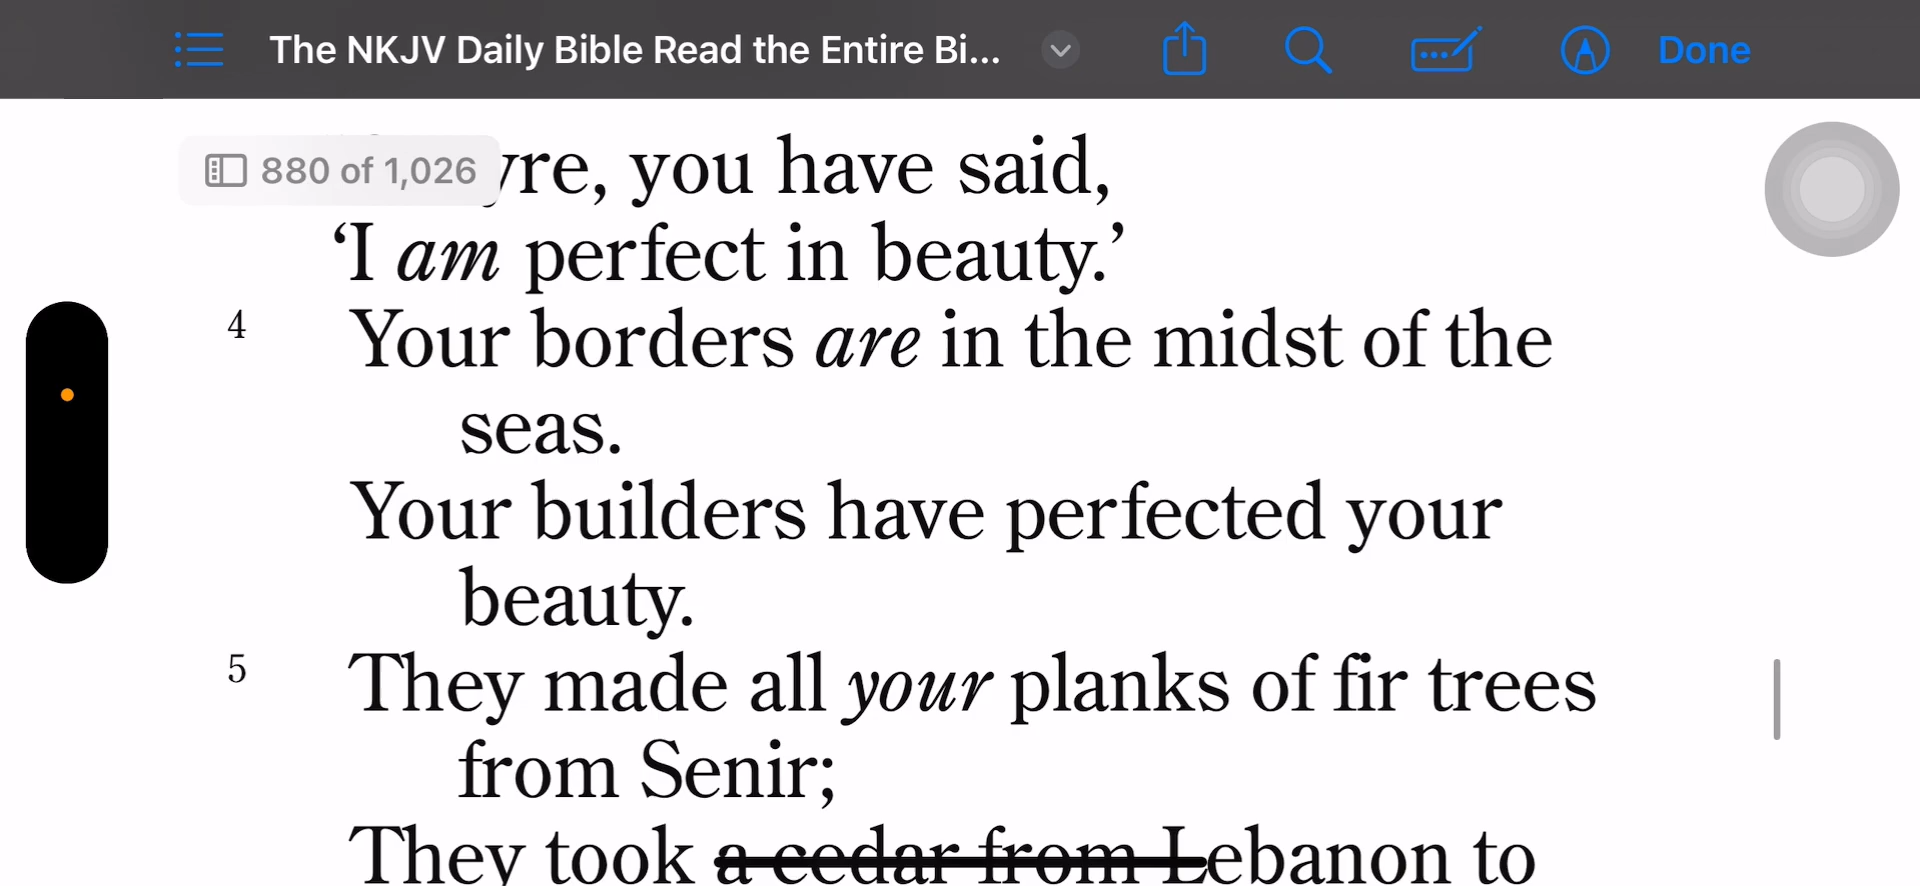 The NKJV Daily Bible Read the Entire Bi...
Done
880 of 1,026
yre, you have said,
‘I am perfect in beauty.’
4 Your borders are in the midst of the
seas.
Your builders have perfected your
beauty.
5 They made all your planks of fir trees
from Senir;
They took a cedar from Lebanon to